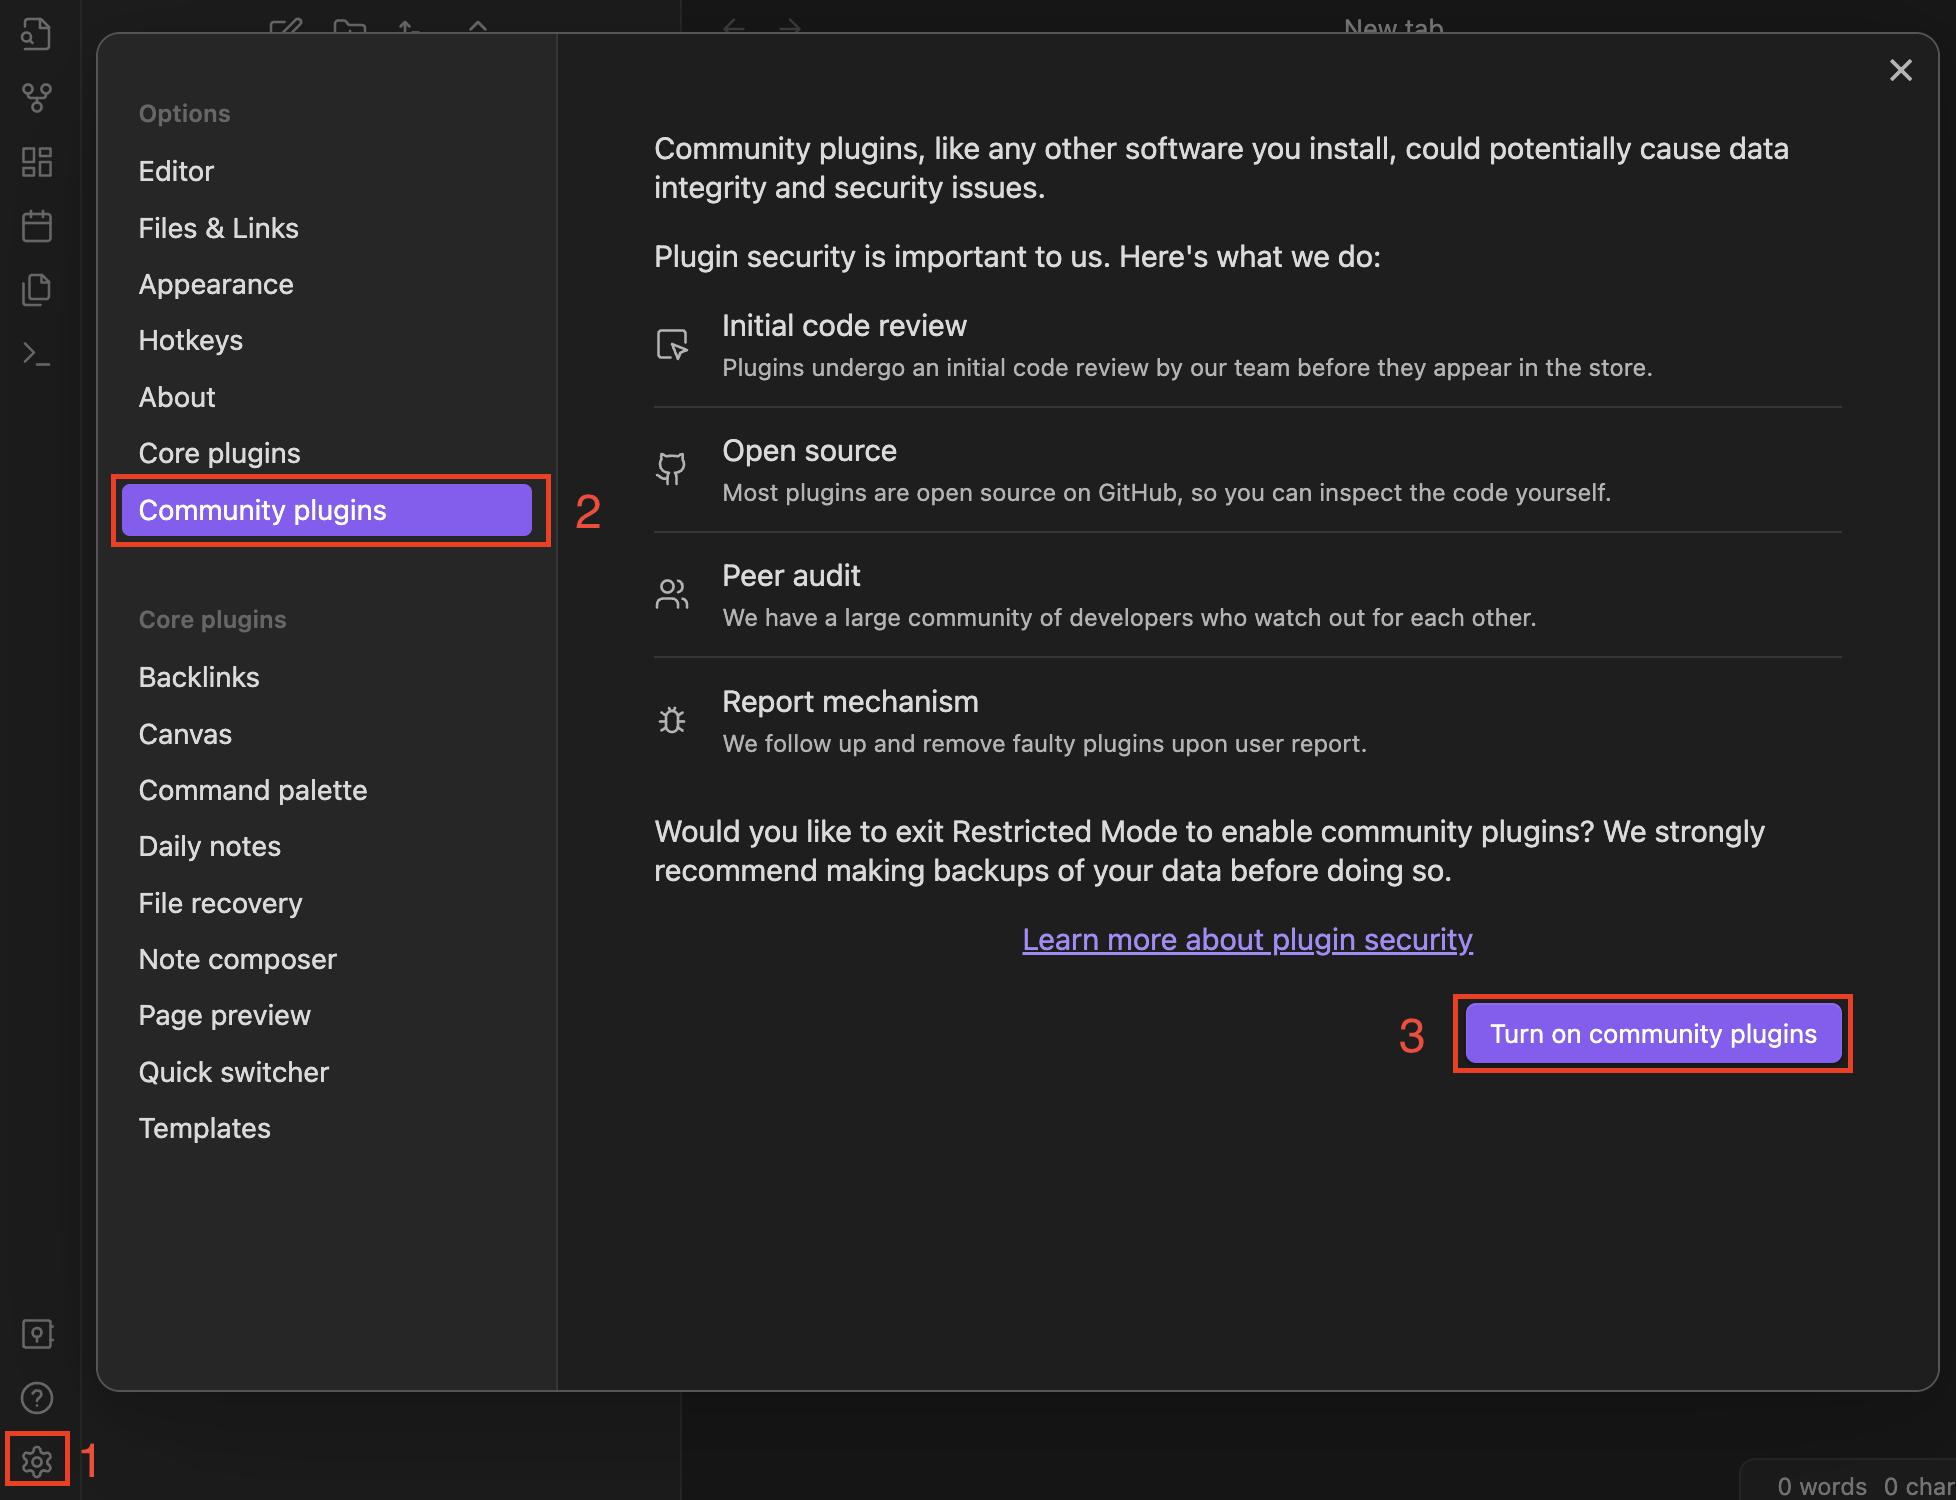 New tab
Options
Editor
Files & Links
Appearance
Hotkeys
About
Core plugins
Community plugins
2
Core plugins
Backlinks
Canvas
Command palette
Daily notes
File recovery
Note composer
Page preview
Quick switcher
Templates
Community plugins, like any other software you install, could potentially cause data
integrity and security issues.
Plugin security is important to us. Here's what we do:
Initial code review
Plugins undergo an initial code review by our team before they appear in the store.
Open source
Most plugins are open source on GitHub, so you can inspect the code yourself.
Peer audit
We have a large community of developers who watch out for each other.
Report mechanism
We follow up and remove faulty plugins upon user report.
Would you like to exit Restricted Mode to enable community plugins? We strongly
recommend making backups of your data before doing so.
Learn more about plugin security
3
Turn on community plugins
1
0 words 0 char